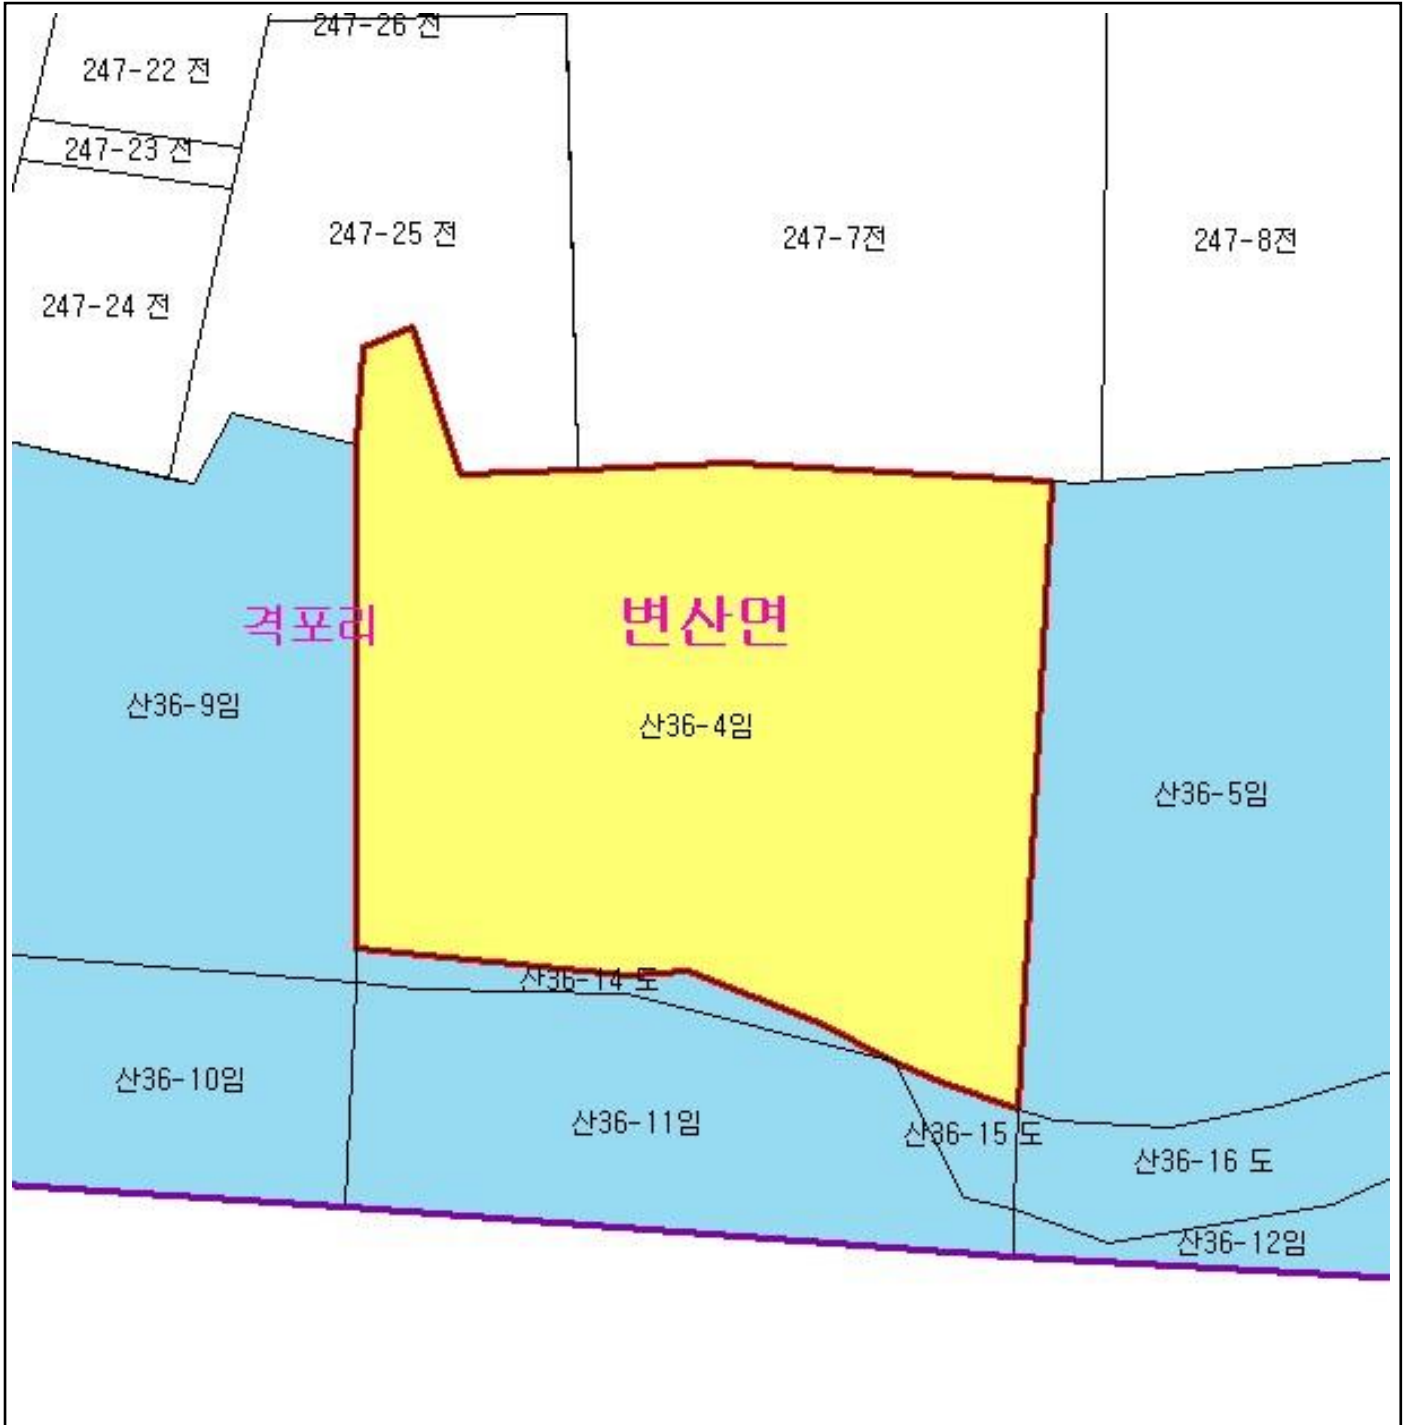 247-26 전
247-22 전
247-23 전
247-25 전
247-7전
247-8전
247-24 전
격포리
변산면
산36-9임
산36-4임
산36-5임
산36-14 도
산36-10임
산36-11임
산36-15 도
산36-16 도
산36-12임